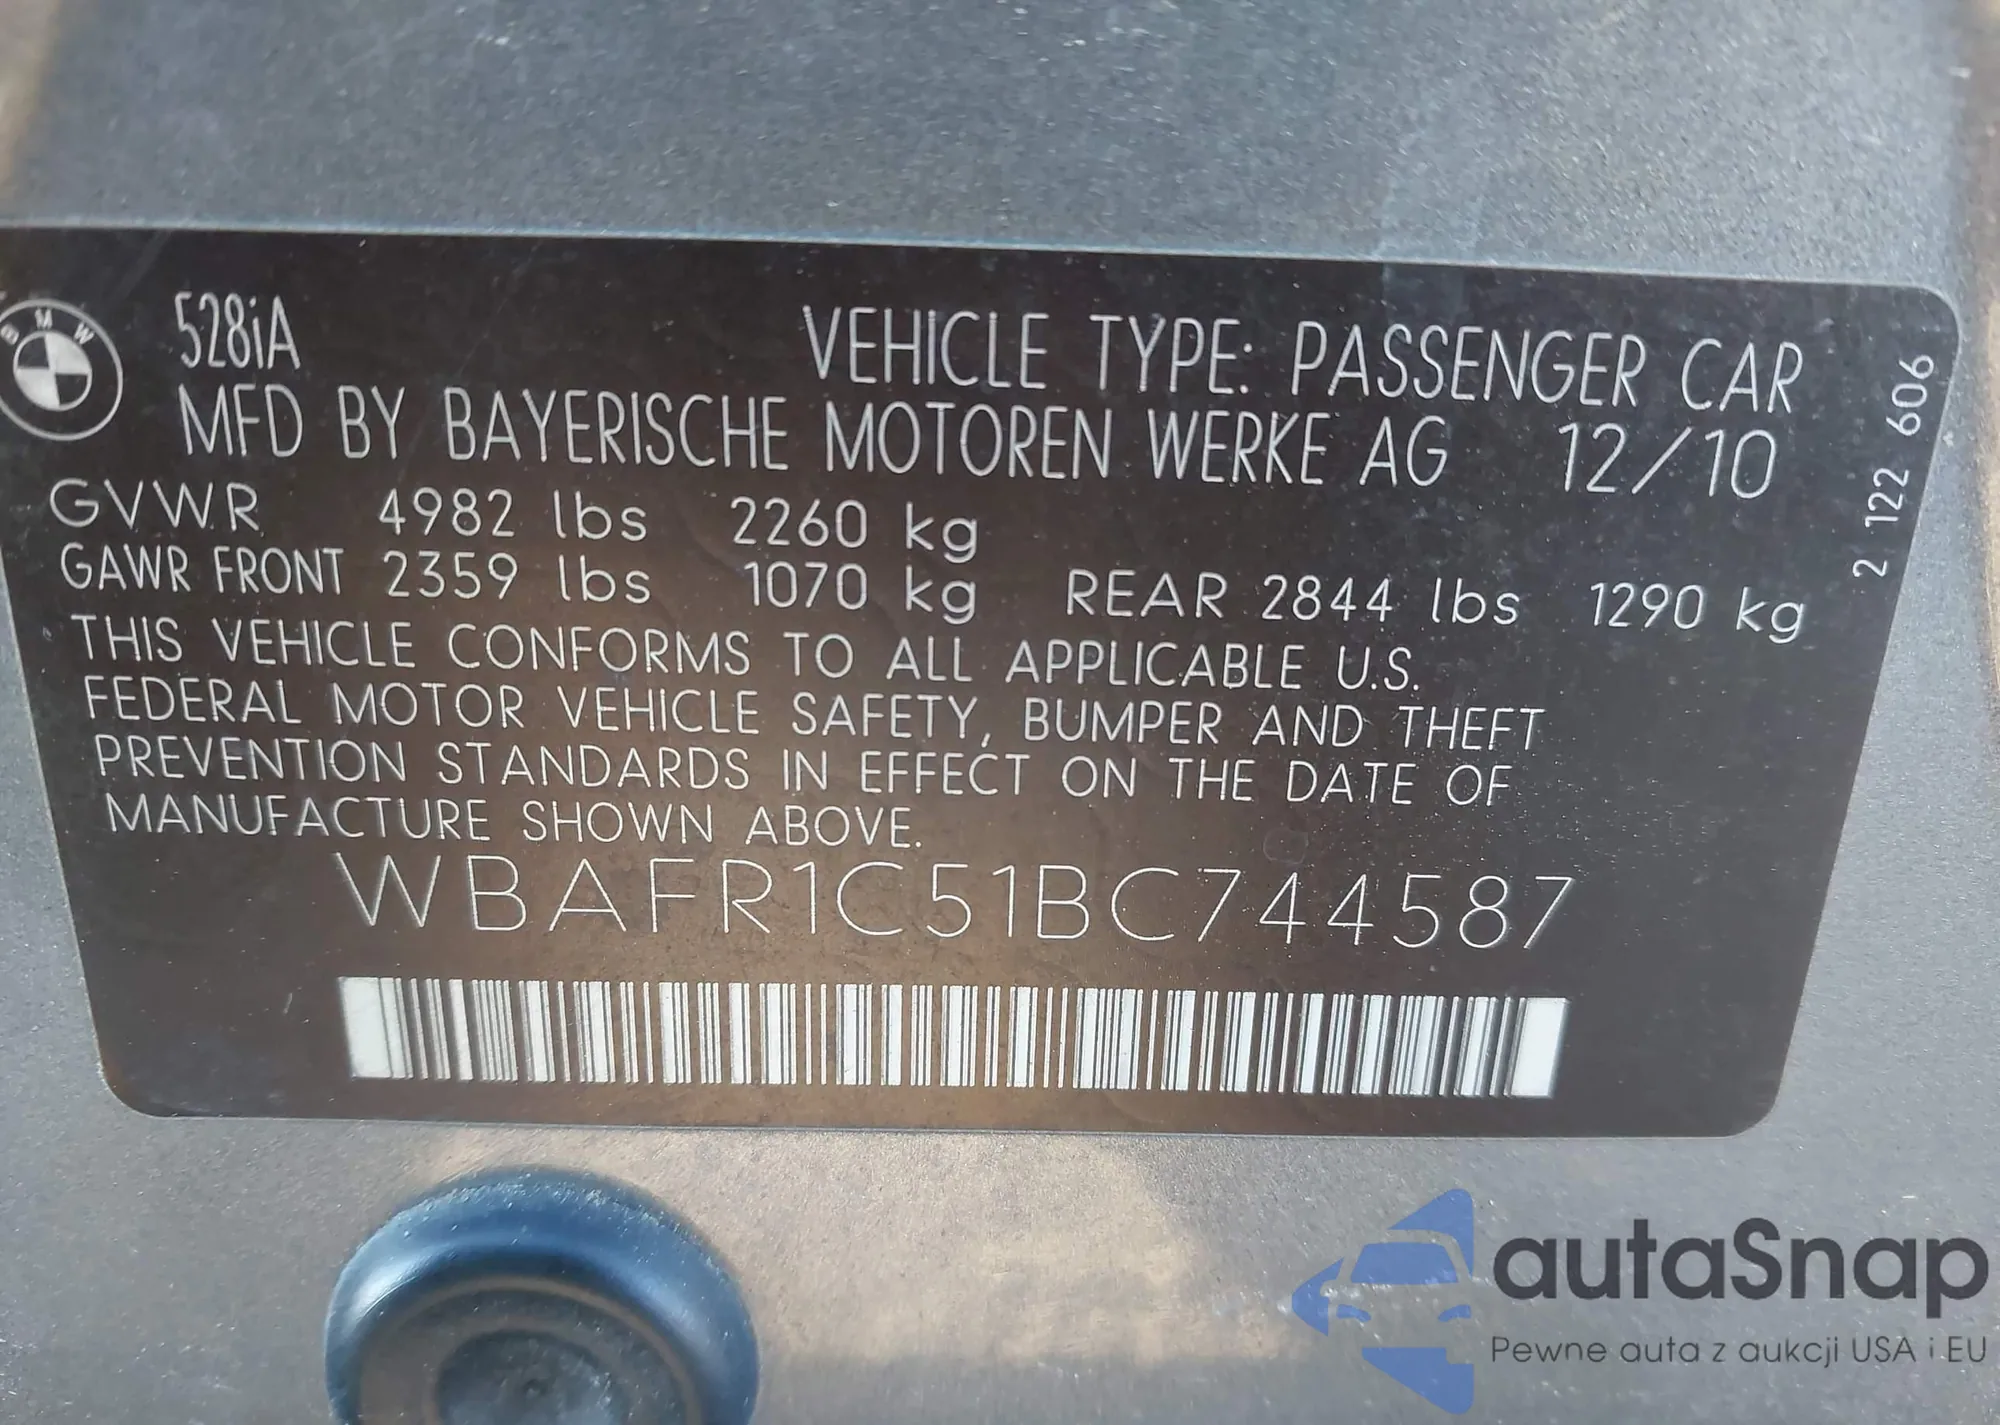 BMW
528iA
VEHICLE TYPE: PASSENGER CAR
MFD BY BAYERISCHE MOTOREN WERKE AG 12/10
GVWR 4982 lbs 2260 kg
GAWR FRONT 2359 lbs 1070 kg REAR 2844 lbs 1290 kg
THIS VEHICLE CONFORMS TO ALL APPLICABLE U.S.
FEDERAL MOTOR VEHICLE SAFETY, BUMPER AND THEFT
PREVENTION STANDARDS IN EFFECT ON THE DATE OF
MANUFACTURE SHOWN ABOVE.
WBAFR1C51BC744587
2 122 606
autaSnap
Pewne auta z aukcji USA i EU